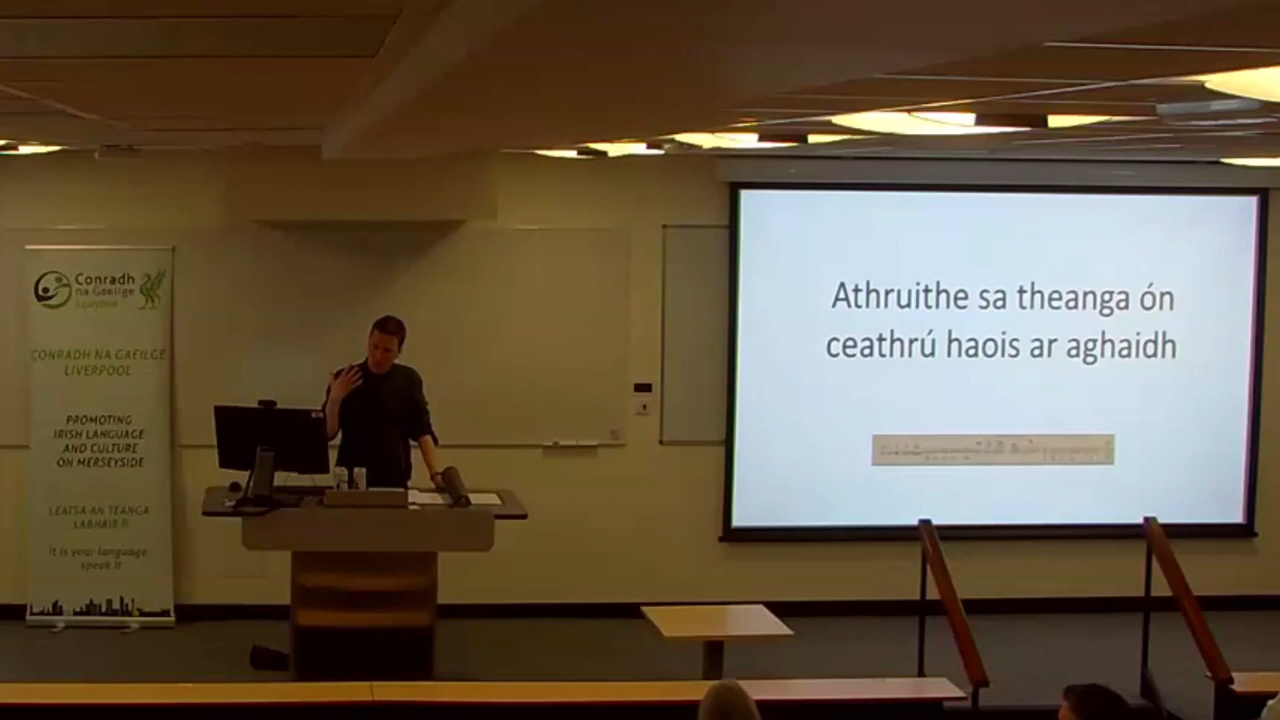 Conradh
na Gaeilge
Liverpool
CONRADH NA GAEILGE
LIVERPOOL
PROMOTING
IRISH LANGUAGE
AND CULTURE
ON MERSEYSIDE
LEATSA AN TEANGA
LABHAIR Í!
It is your language
speak it
Athruithe sa theanga ón
ceathrú haois ar aghaidh